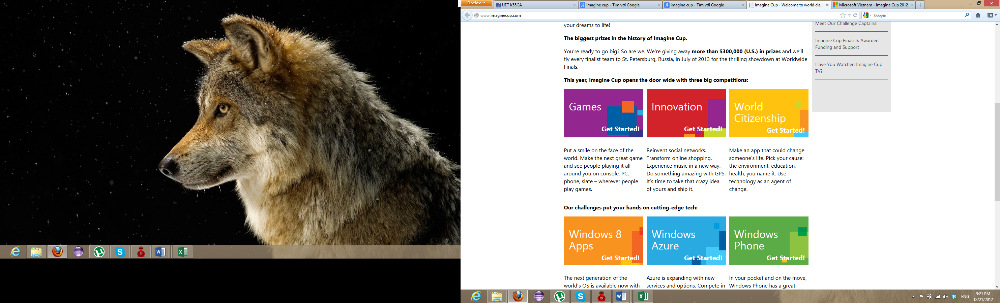 Firefox
UET K55CA
imagine cup - Tìm với Google
imagine cup - Tìm với Google
Imagine Cup - Welcome to world cla...
Microsoft Vietnam - Imagine Cup 2012
www.imaginecup.com
Google
your dreams to life!
The biggest prizes in the history of Imagine Cup.
You're ready to go big? So are we. We're giving away more than $300,000 (U.S.) in prizes and we'll
fly every finalist team to St. Petersburg, Russia, in July of 2013 for the thrilling showdown at Worldwide
Finals.
This year, Imagine Cup opens the door wide with three big competitions:
Games
Get Started!
Innovation
Get Started!
World
Citizenship
Get Started!
Put a smile on the face of the
world. Make the next great game
and see people playing it all
around you on console, PC,
phone, slate – wherever people
play games.
Reinvent social networks.
Transform online shopping.
Experience music in a new way.
Do something amazing with GPS.
It's time to take that crazy idea
of yours and ship it.
Make an app that could change
someone's life. Pick your cause:
the environment, education,
health, you name it. Use
technology as an agent of
change.
Our challenges put your hands on cutting-edge tech:
Windows 8
Apps
Get Started!
Windows
Azure
Get Started!
Windows
Phone
Get Started!
The next generation of the
world's OS is available now with
Azure is expanding with new
services and options. Compete in
In your pocket and on the move,
Windows Phone has a great
Meet Our Challenge Captains!
Imagine Cup Finalists Awarded
Funding and Support
Have You Watched Imagine Cup
TV?
ENG
5:21 PM
12/21/2012